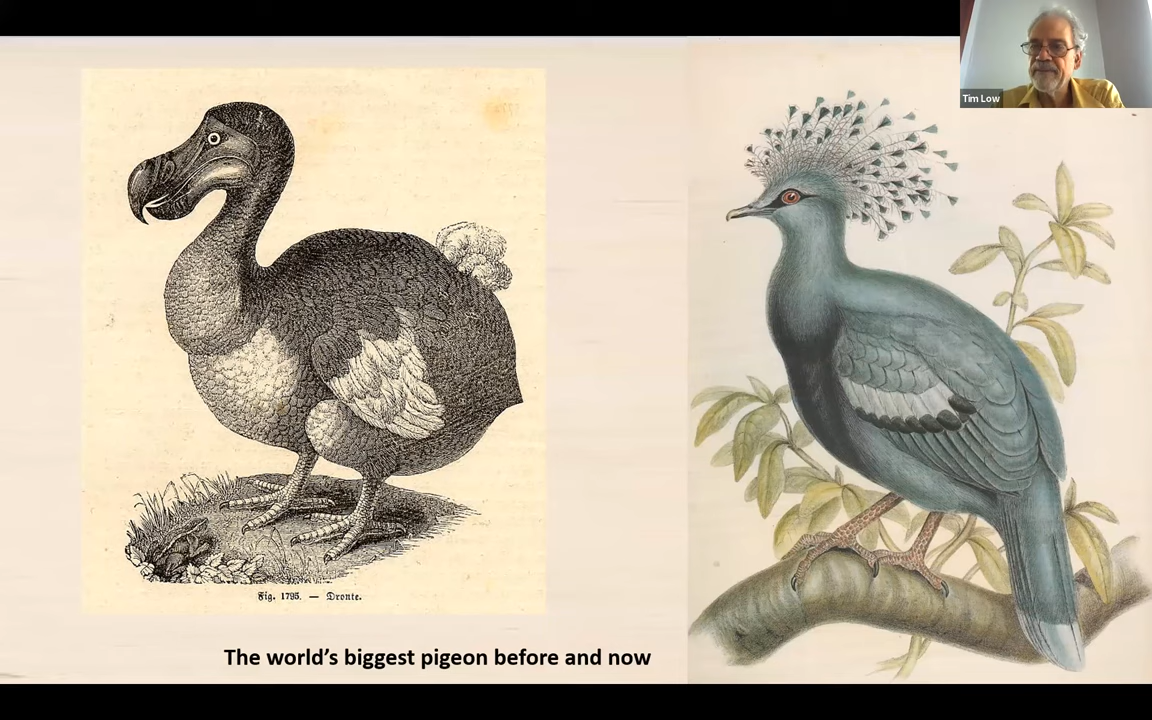 Tim Low
Fig. 1795. — Dronte.
The world’s biggest pigeon before and now